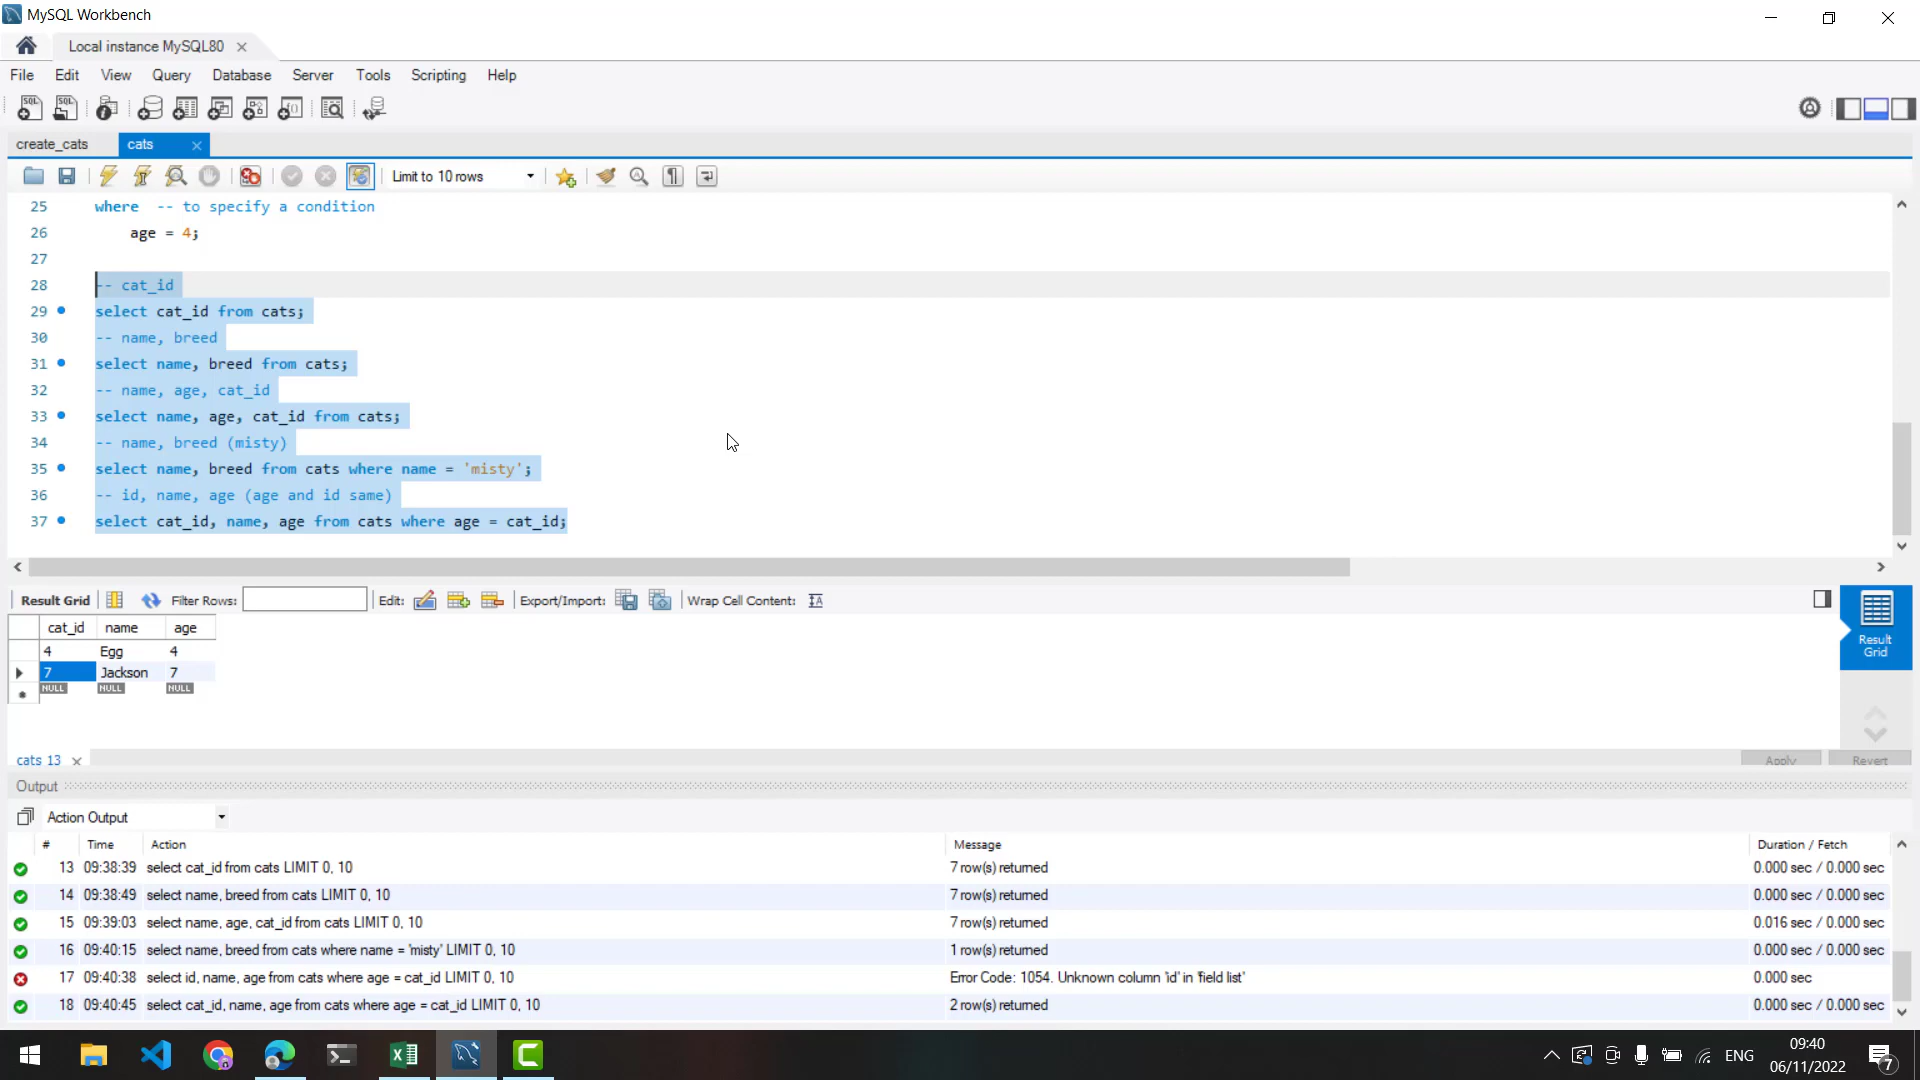 MySQL Workbench
Local instance MySQL80
File Edit View Query Database Server Tools Scripting Help
create_cats cats
Limit to 10 rows
25 where -- to specify a condition
26 age = 4;
27
28 -- cat_id
29 select cat_id from cats;
30 -- name, breed
31 select name, breed from cats;
32 -- name, age, cat_id
33 select name, age, cat_id from cats;
34 -- name, breed (misty)
35 select name, breed from cats where name = 'misty';
36 -- id, name, age (age and id same)
37 select cat_id, name, age from cats where age = cat_id;
Result Grid Filter Rows: Edit: Export/Import: Wrap Cell Content:
cat_id name age
4 Egg 4
7 Jackson 7
NULL NULL NULL
Result
Grid
cats 13 Apply Revert
Output
Action Output
# Time Action Message Duration / Fetch
13 09:38:39 select cat_id from cats LIMIT 0, 10 7 row(s) returned 0.000 sec / 0.000 sec
14 09:38:49 select name, breed from cats LIMIT 0, 10 7 row(s) returned 0.000 sec / 0.000 sec
15 09:39:03 select name, age, cat_id from cats LIMIT 0, 10 7 row(s) returned 0.016 sec / 0.000 sec
16 09:40:15 select name, breed from cats where name = 'misty' LIMIT 0, 10 1 row(s) returned 0.000 sec / 0.000 sec
17 09:40:38 select id, name, age from cats where age = cat_id LIMIT 0, 10 Error Code: 1054. Unknown column 'id' in 'field list' 0.000 sec
18 09:40:45 select cat_id, name, age from cats where age = cat_id LIMIT 0, 10 2 row(s) returned 0.000 sec / 0.000 sec
ENG
09:40
06/11/2022
7